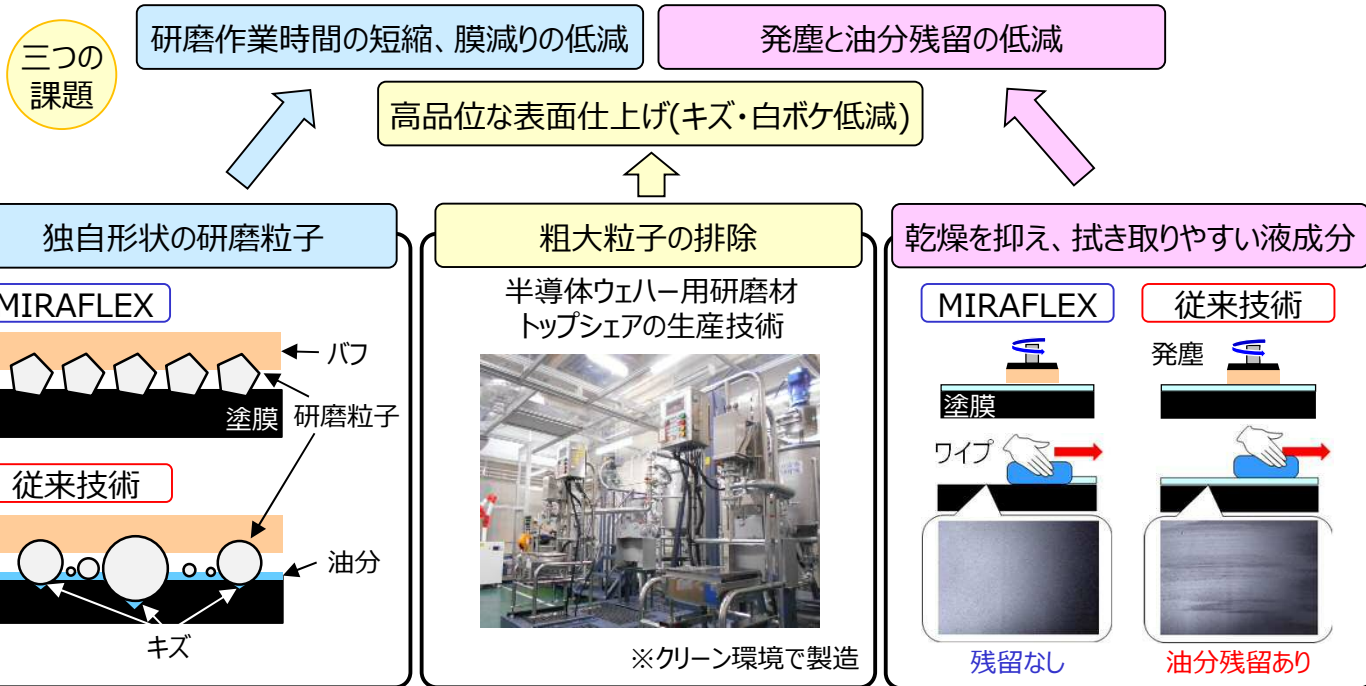 三つの
課題
研磨作業時間の短縮、膜減りの低減
発塵と油分残留の低減
高品位な表面仕上げ(キズ・白ボケ低減)
独自形状の研磨粒子
MIRAFLEX
バフ
塗膜
研磨粒子
従来技術
油分
キズ
粗大粒子の排除
半導体ウェハー用研磨材
トップシェアの生産技術
※クリーン環境で製造
乾燥を抑え、拭き取りやすい液成分
MIRAFLEX
従来技術
発塵
塗膜
ワイプ
残留なし
油分残留あり